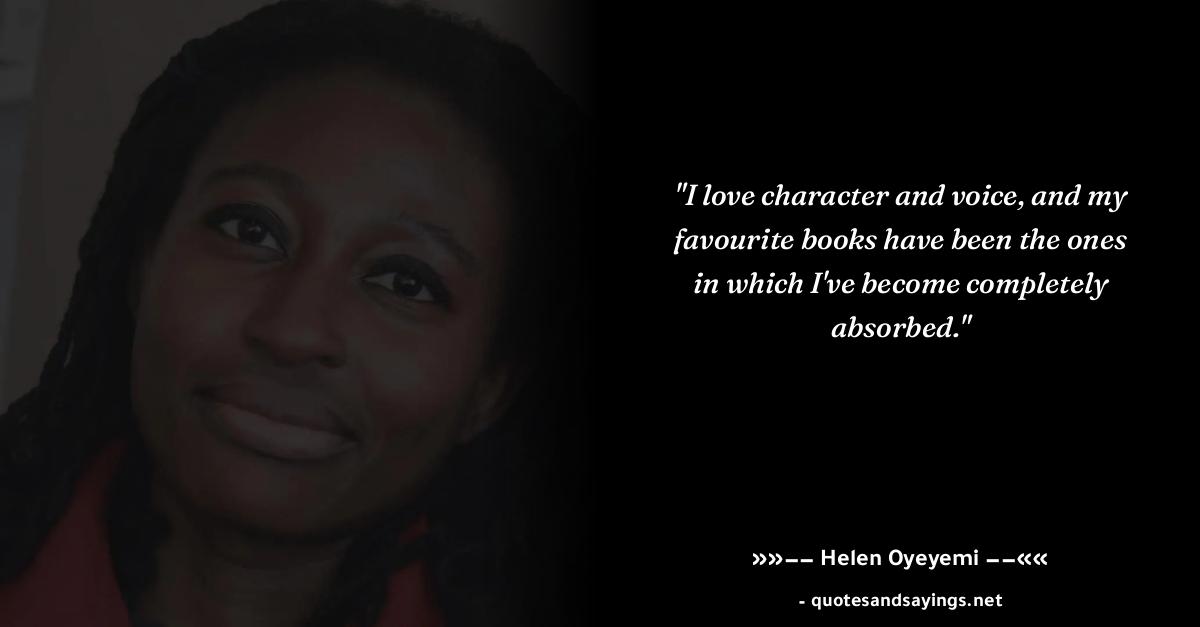 "I love character and voice, and my
favourite books have been the ones
in which I've become completely
absorbed."
»»−− Helen Oyeyemi −−««
- quotesandsayings.net